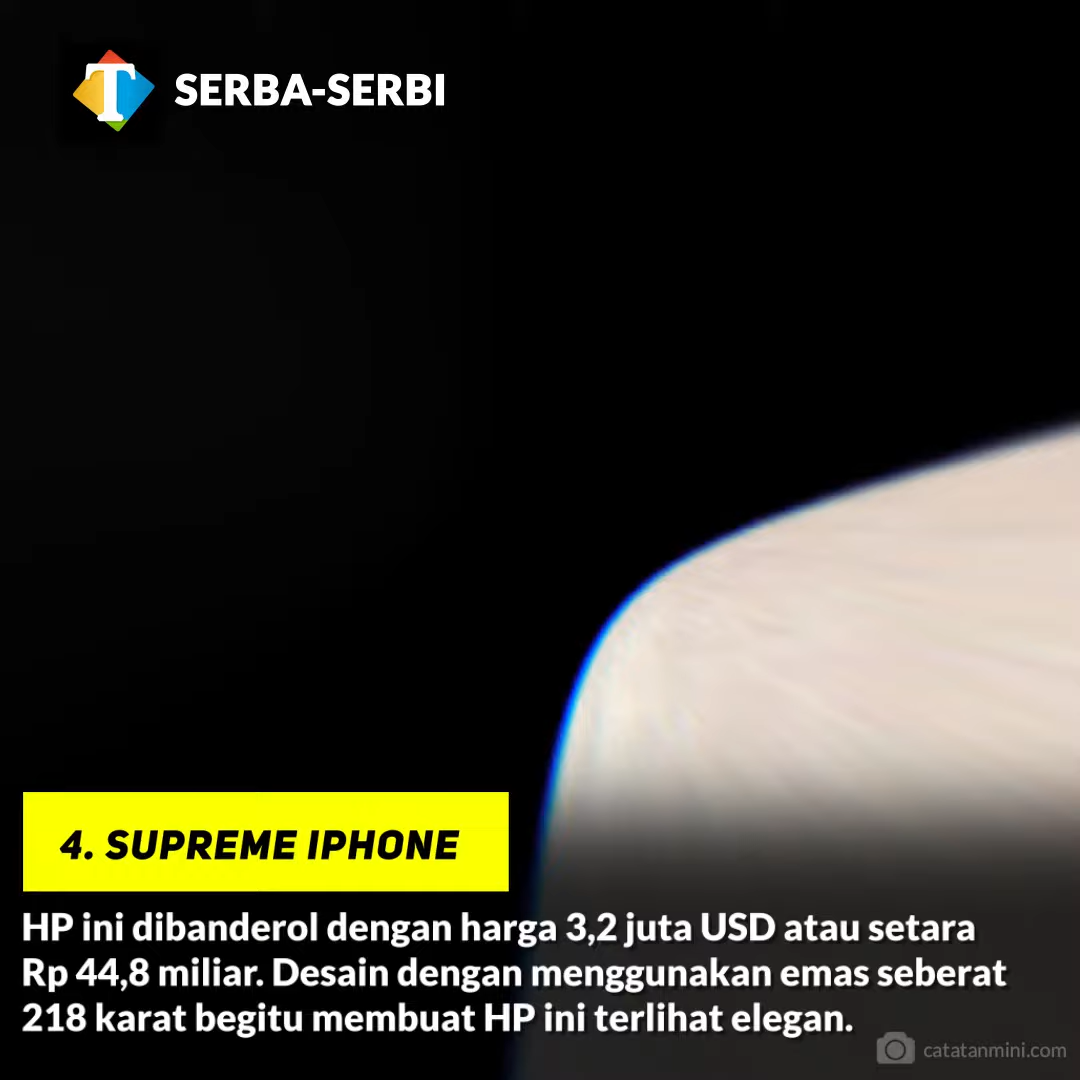 T SERBA-SERBI
4. SUPREME IPHONE
HP ini dibanderol dengan harga 3,2 juta USD atau setara
Rp 44,8 miliar. Desain dengan menggunakan emas seberat
218 karat begitu membuat HP ini terlihat elegan.
catatanmini.com